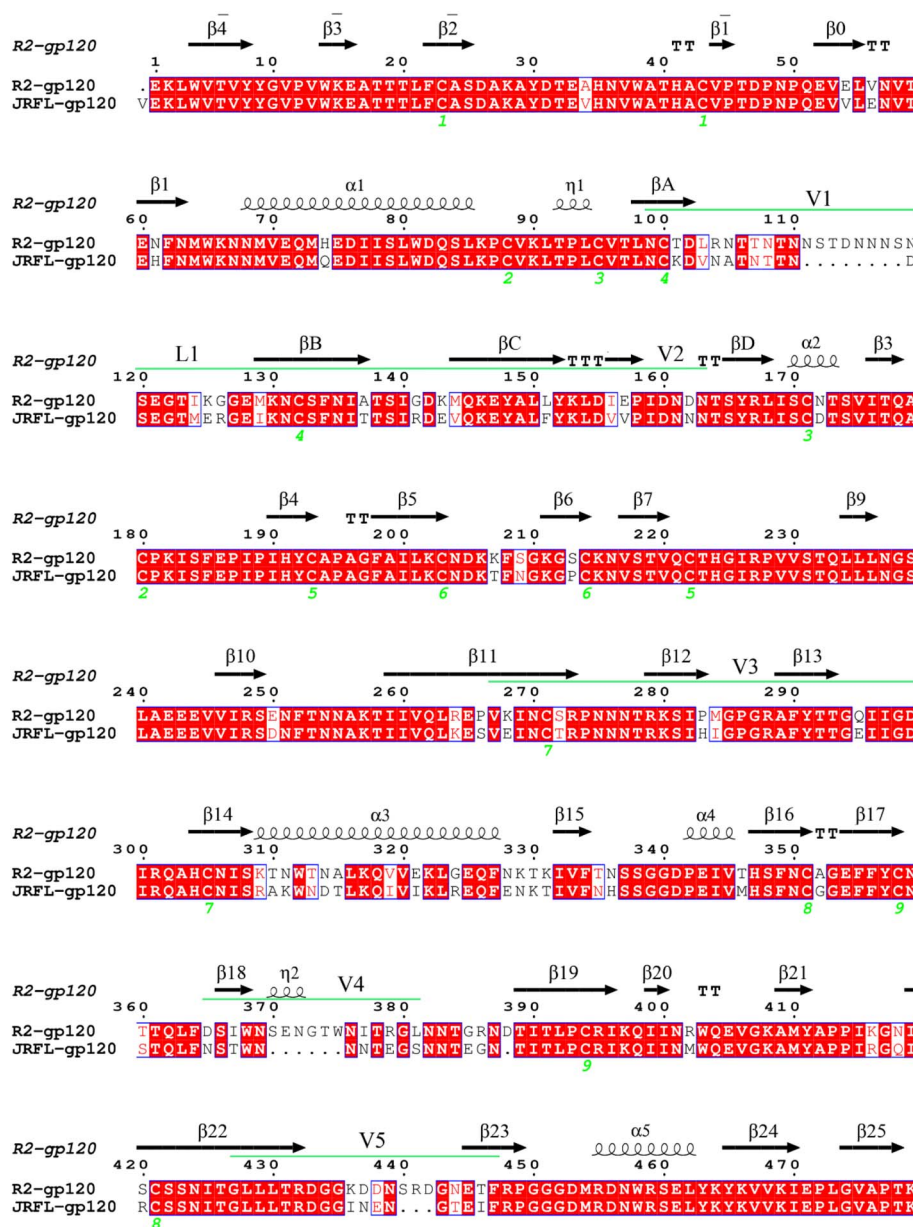 β4̅ β3̅ β2̅ β1̅ β0
R2-gp120 TT TT
1 10 20 30 40 50
R2-gp120 .EKLWVTVYYGVPVWKEATTTLFCASDAKAYDTEAHNVWATHACVPTDPNPQEVELVNVT
JRFL-gp120 VEKLWVTVYYGVPVWKEATTTLFCASDAKAYDTEVHNVWATHACVPTDPNPQEVVLENVT
1 1
β1 α1 η1 βA V1
R2-gp120
60 70 80 90 100 110
R2-gp120 ENFNMWKNNMVEQMHEDIISLWDQSLKPCVKLTPLCVTLNCTDLRNTTNTNNSTDNNNSN
JRFL-gp120 EHFNMWKNNMVEQMQEDIISLWDQSLKPCVKLTPLCVTLNCKDVNATNTTN........D
2 3 4
L1 βB βC V2 βD α2 β3
R2-gp120 TTT TT
120 130 140 150 160 170
R2-gp120 SEGTIKGGEMKNCSFNIATSIGDKMQKEYALLYKLDIEPIDNDNTSYRLISCNTSVITQA
JRFL-gp120 SEGTMERGEIKNCSFNITTSIRDEVQKEYALFYKLDVVPIDNNNTSYRLISCDTSVITQA
4 3
β4 β5 β6 β7 β9
R2-gp120 TT
180 190 200 210 220 230
R2-gp120 CPKISFEPIPIHYCAPAGFAILKCNDKKFSGKGSCKNVSTVQCTHGIRPVVSTQLLLNGS
JRFL-gp120 CPKISFEPIPIHYCAPAGFAILKCNDKTFNGKGPCKNVSTVQCTHGIRPVVSTQLLLNGS
2 5 6 6 5
β10 β11 β12 V3 β13
R2-gp120
240 250 260 270 280 290
R2-gp120 LAEEEVVIRSENFTNNAKTIIVQLREPVKINCSRPNNNTRKSIPMGPGRAFYTTGQIIGD
JRFL-gp120 LAEEEVVIRSDNFTNNAKTIIVQLKESVEINCTRPNNNTRKSIHIGPGRAFYTTGEIIGD
7
β14 α3 β15 α4 β16 β17
R2-gp120 TT
300 310 320 330 340 350
R2-gp120 IRQAHCNISKTNWTNALKQVVEKLGEQFNKTKIVFTNSSGGDPEIVTHSFNCAGEFFYCN
JRFL-gp120 IRQAHCNISRAKWNDTLKQIVIKLREQFENKTIVFNHSSGGDPEIVMHSFNCGGEFFYCN
7 8 9
β18 η2 V4 β19 β20 β21
R2-gp120 TT
360 370 380 390 400 410
R2-gp120 TTQLFDSIWNSENGTWNITRGLNNTGRNDTITLPCRIKQIINRWQEVGKAMYAPPIKGNI
JRFL-gp120 STQLFNSTWN......NNTEGSNNTEGN.TITLPCRIKQIINMWQEVGKAMYAPPIRGQI
9
β22 V5 β23 α5 β24 β25
R2-gp120
420 430 440 450 460 470
R2-gp120 SCSSNITGLLLTRDGGKDDNSRDGNETFRPGGGDMRDNWRSELYKYKVVKIEPLGVAPTK
JRFL-gp120 RCSSNITGLLLTRDGGINEN...GTEIFRPGGGDMRDNWRSELYKYKVVKIEPLGVAPTK
8